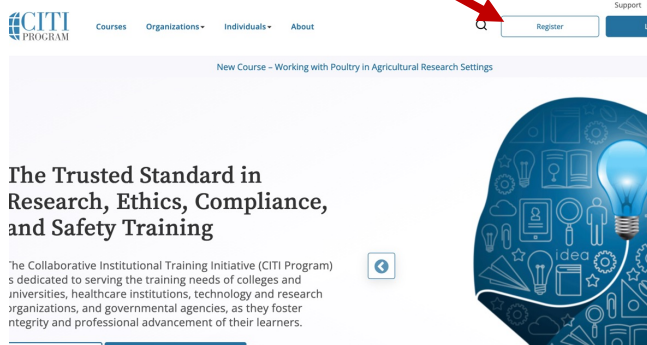 Support
CITI
PROGRAM
Courses Organizations Individuals About
Register
New Course – Working with Poultry in Agricultural Research Settings
The Trusted Standard in
Research, Ethics, Compliance,
and Safety Training
The Collaborative Institutional Training Initiative (CITI Program)
is dedicated to serving the training needs of colleges and
universities, healthcare institutions, technology and research
organizations, and governmental agencies, as they foster
integrity and professional advancement of their learners.
idea